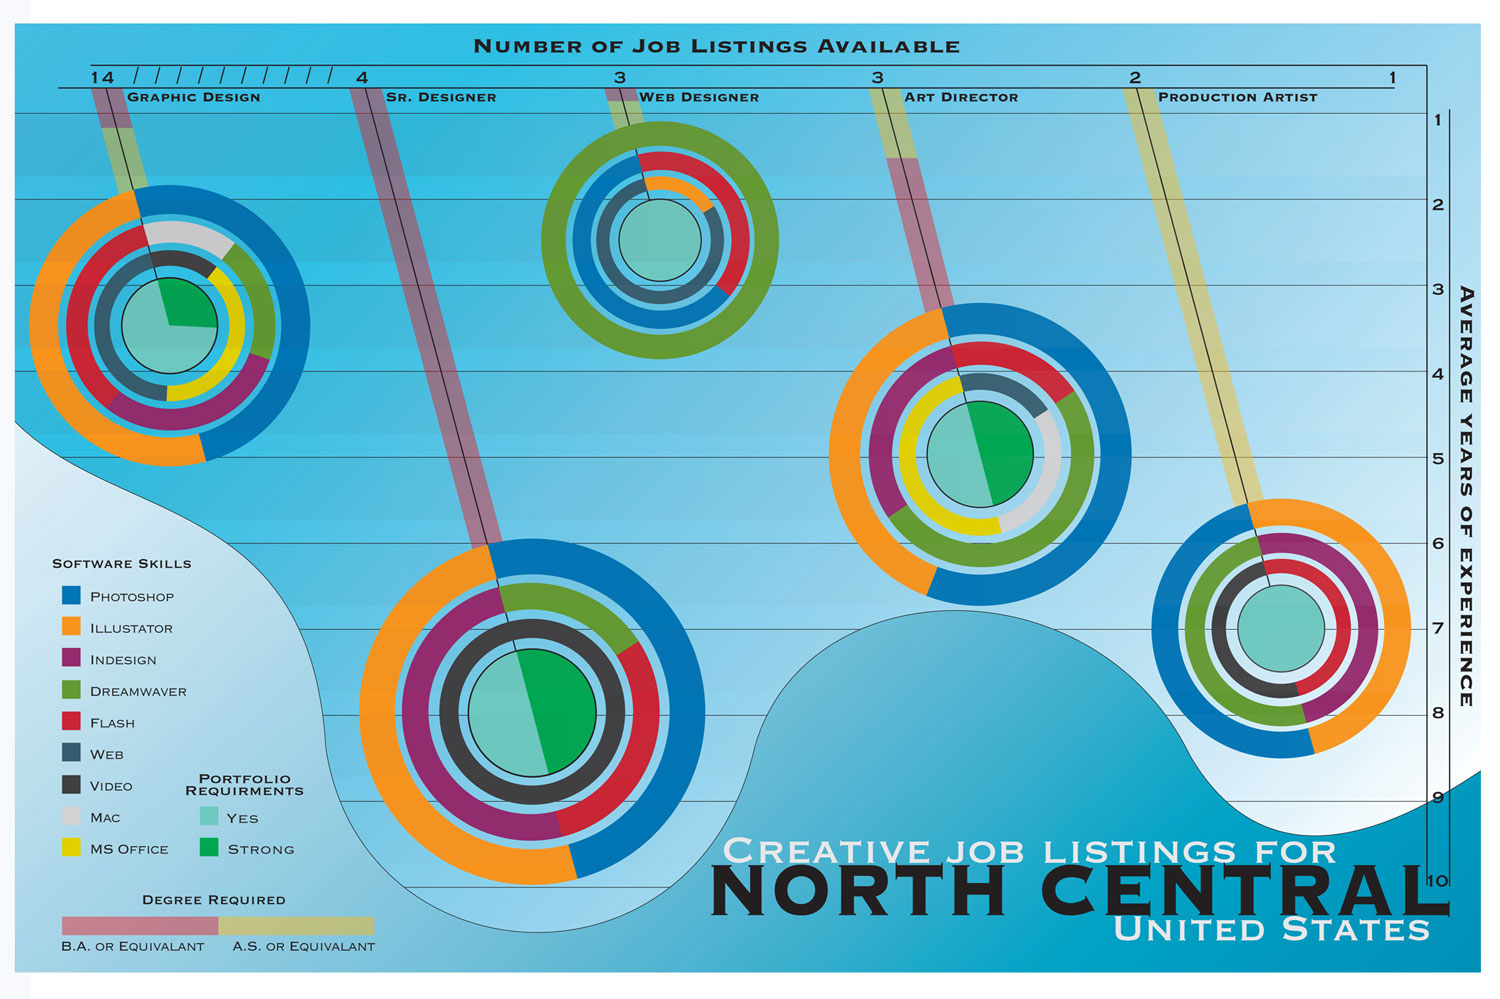 Number of Job Listings Available
14 4 3 3 2 1
Graphic Design Sr. Designer Web Designer Art Director Production Artist
1
2
3
4
5
6
7
8
9
10
Average Years of Experience
Software Skills
Photoshop
Illustator
InDesign
Dreamwaver
Flash
Web
Video
Mac
MS Office
Portfolio
Requirments
Yes
Strong
Degree Required
B.A. or Equivalant A.S. or Equivalant
Creative job listings for
NORTH CENTRAL
United States